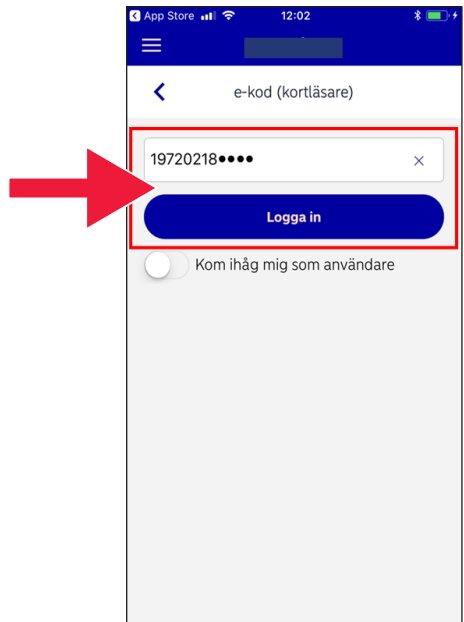 App Store 12:02
e-kod (kortläsare)
19720218••••
Logga in
Kom ihåg mig som användare